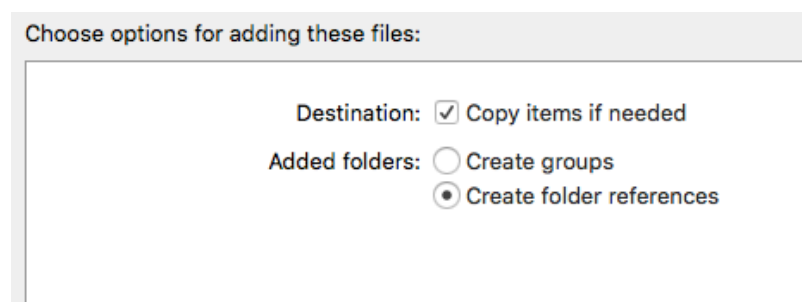 Choose options for adding these files:
Destination: Copy items if needed
Added folders: Create groups
Create folder references